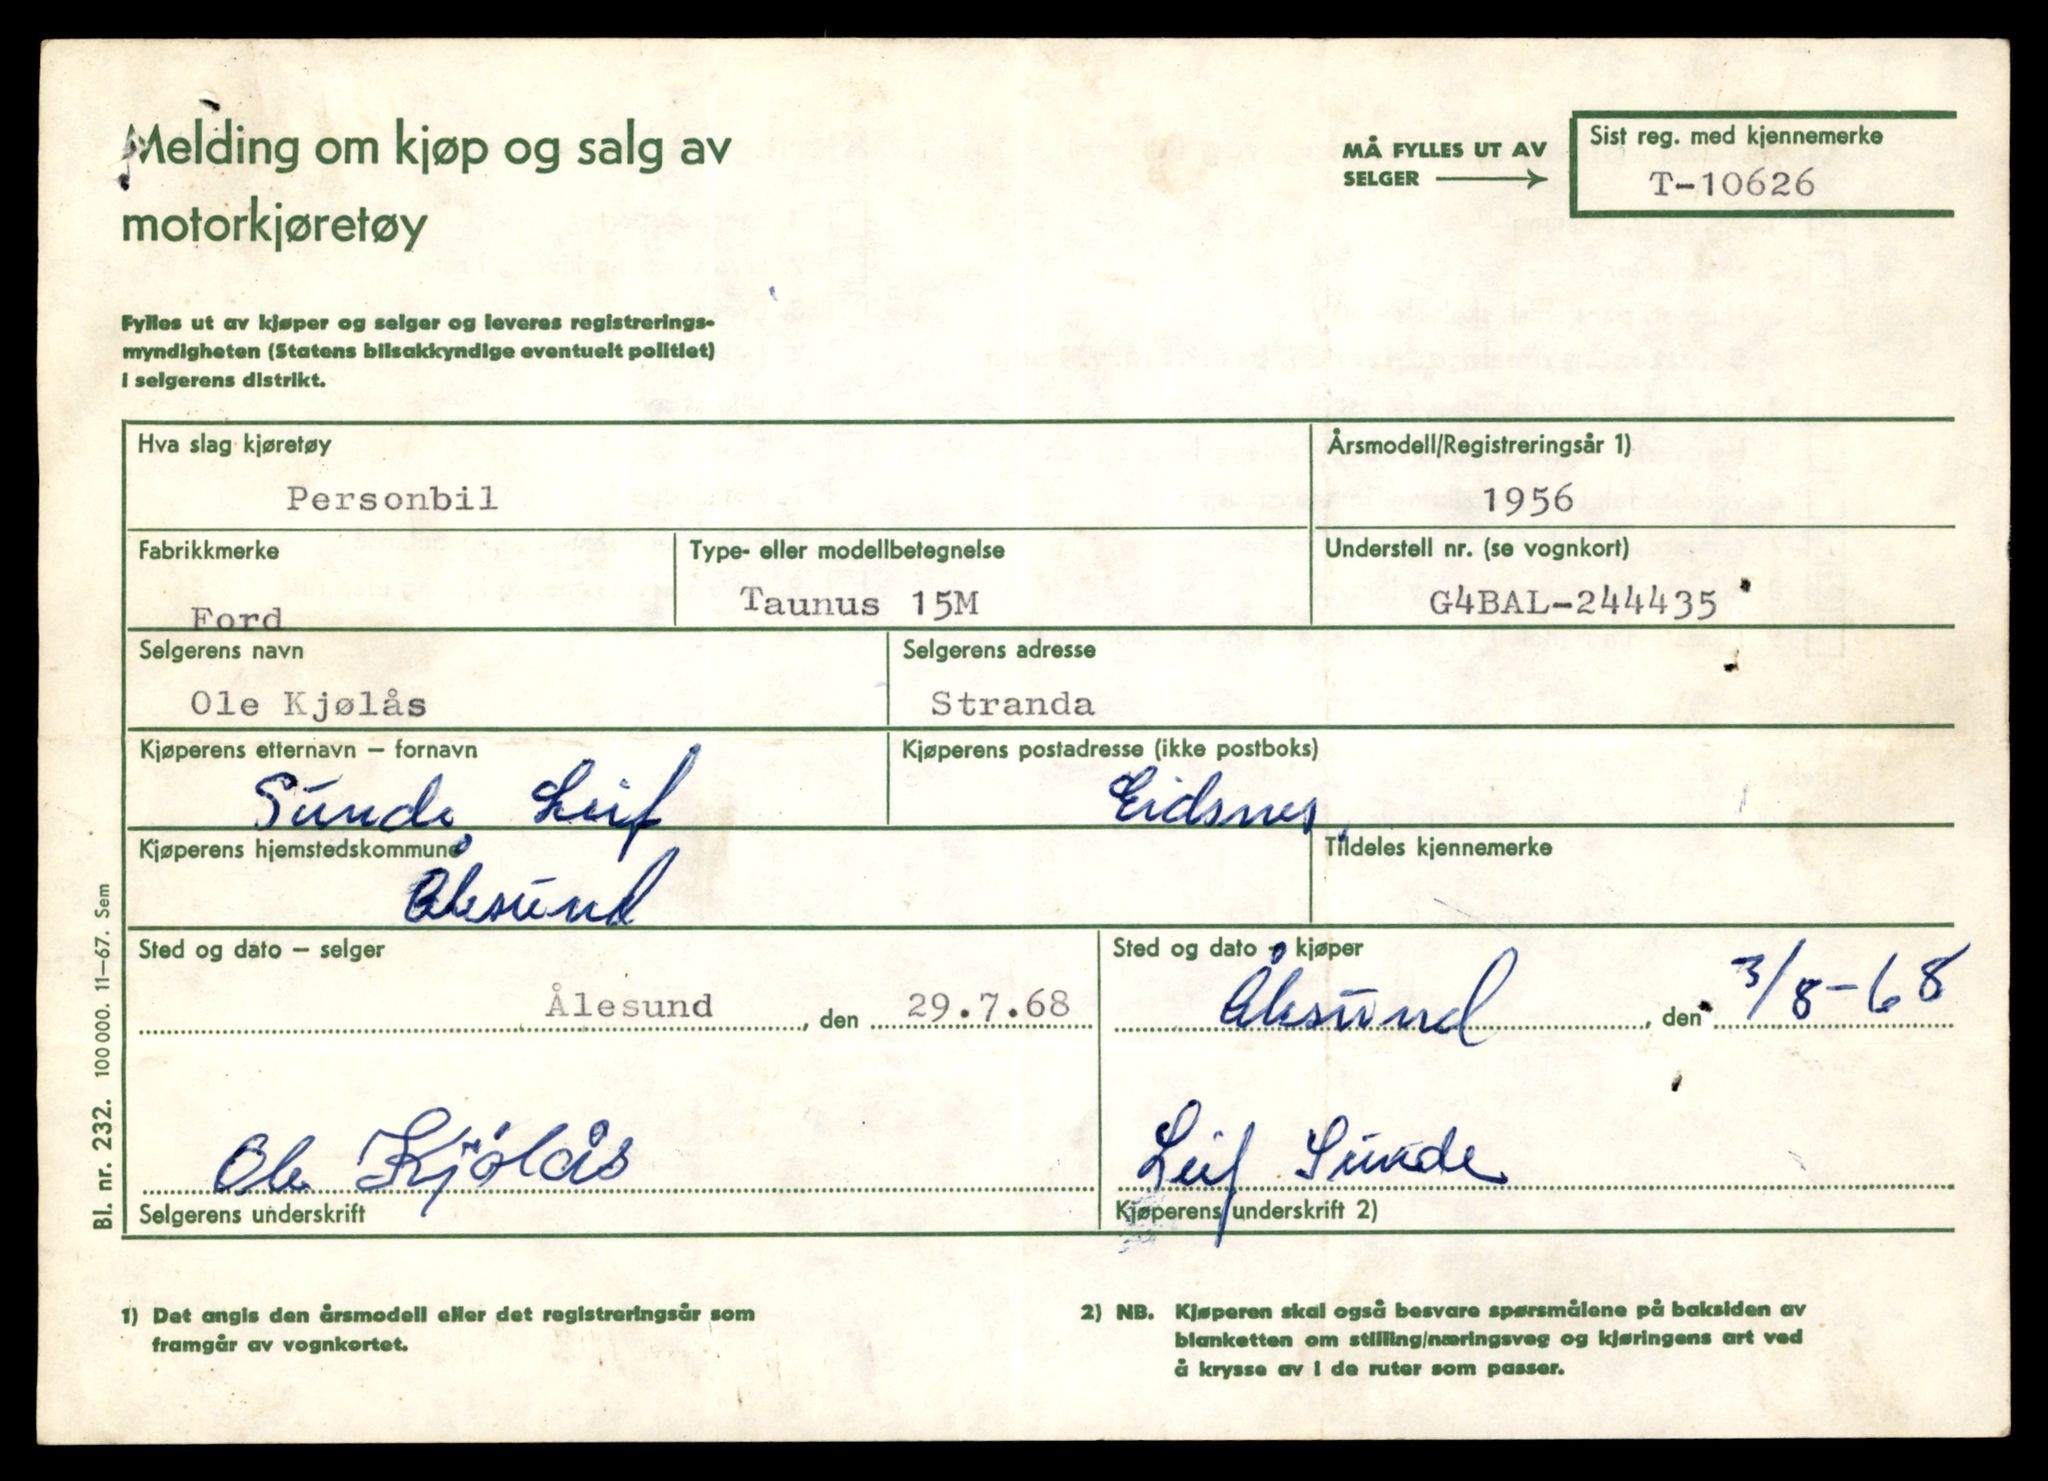 Melding om kjøp og salg av
motorkjøretøy
MÅ FYLLES UT AV
SELGER
Sist reg. med kjennemerke
T-10626
Fylles ut av kjøper og selger og leveres registrerings-
myndigheten (Statens bilsakkyndige eventuelt politiet)
i selgerens distrikt.
Hva slag kjøretøy
Personbil
Årsmodell/Registreringsår 1)
1956
Fabrikkmerke
Ford
Type- eller modellbetegnelse
Taunus 15M
Understell nr. (se vognkort)
G4BAL-244435
Selgerens navn
Ole Kjølås
Selgerens adresse
Stranda
Kjøperens etternavn – fornavn
Sunde, Leif
Kjøperens postadresse (ikke postboks)
Eidsnes,
Kjøperens hjemstedskommune
Ålesund
Tildeles kjennemerke
Sted og dato – selger
Ålesund, den 29.7.68
Sted og dato – kjøper
Ålesund, den 3/8-68
Ole Kjölås
Selgerens underskrift
Leif Sunde
Kjøperens underskrift 2)
Bl. nr. 232. 100 000. 11–67. Sem
1) Det angis den årsmodell eller det registreringsår som
framgår av vognkortet.
2) NB. Kjøperen skal også besvare spørsmålene på baksiden av
blanketten om stilling/næringsveg og kjøringens art ved
å krysse av i de ruter som passer.